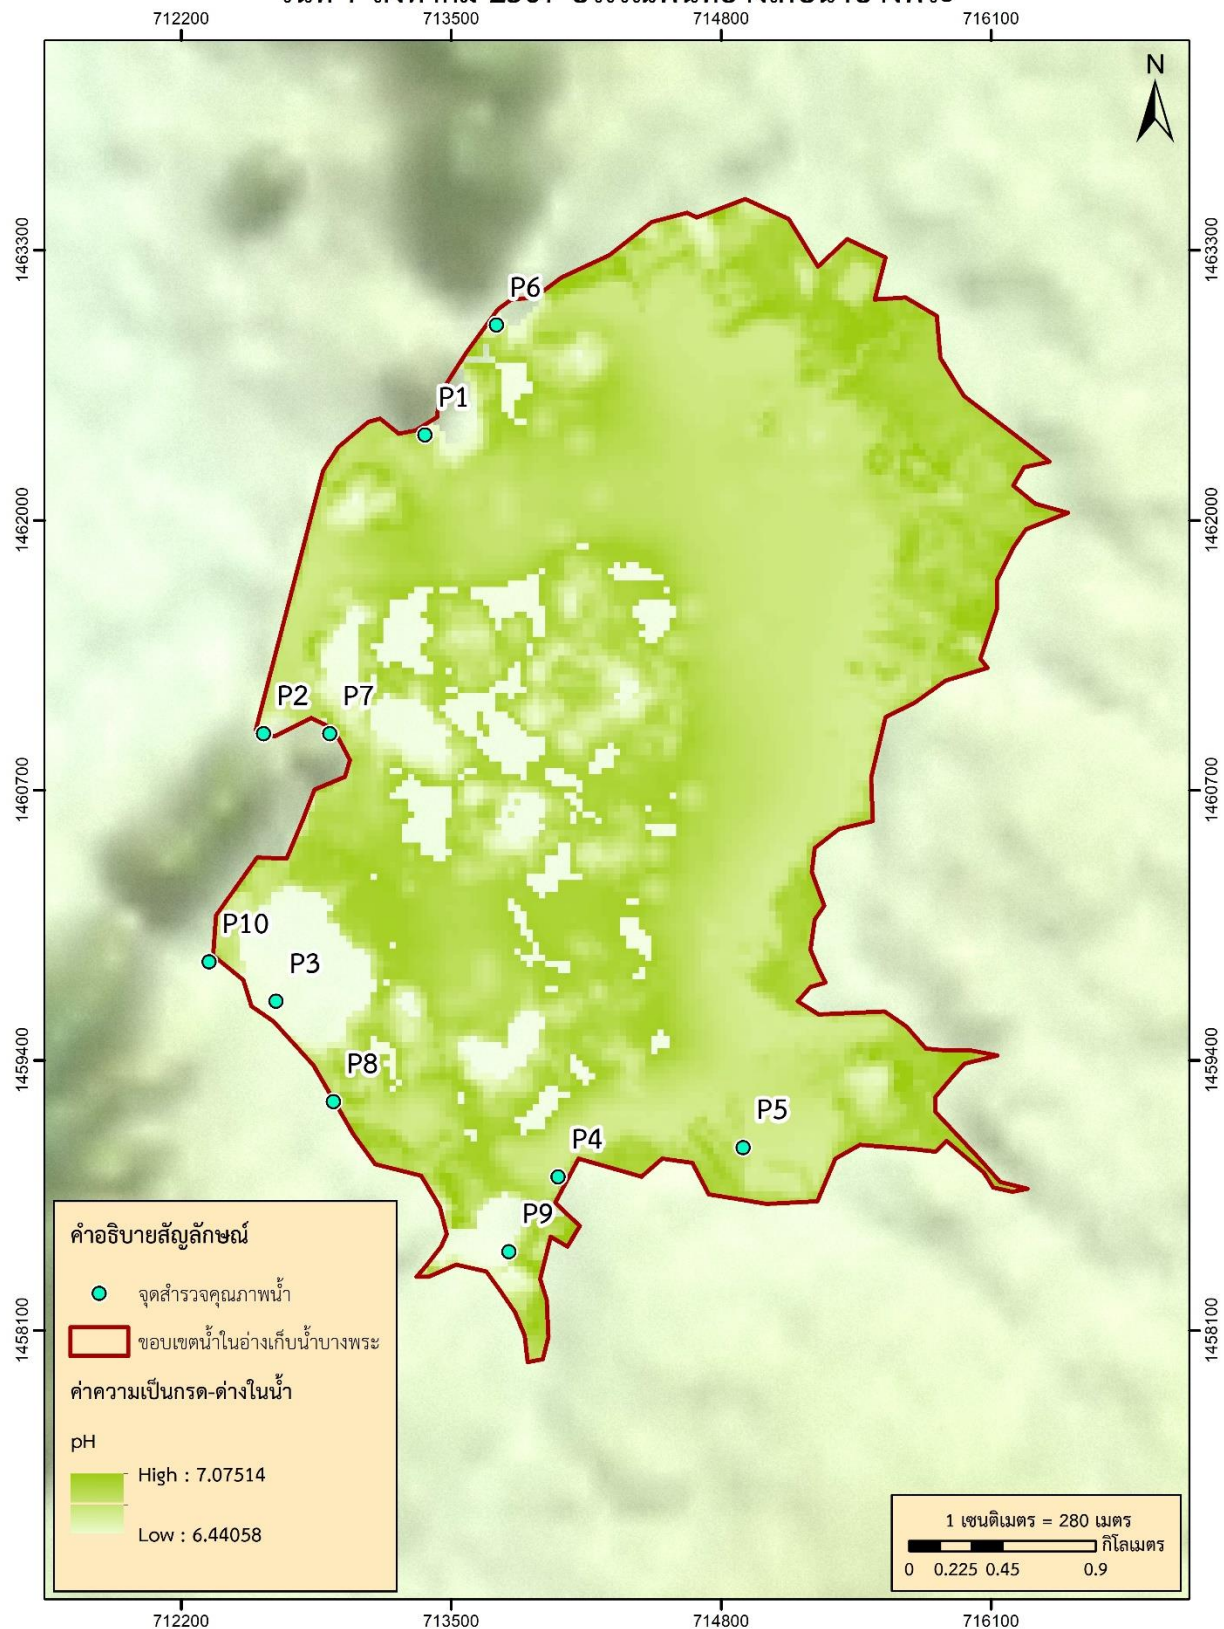 712200 713500 714800 716100
N
1463300 1463300
P6
P1
1462000 1462000
P2 P7
1460700 1460700
P10
P3
1459400 1459400
P8
P5
P4
P9
คำอธิบายสัญลักษณ์
จุดสำรวจคุณภาพน้ำ
ขอบเขตน้ำในอ่างเก็บน้ำบางพระ
1458100 1458100
ค่าความเป็นกรด-ด่างในน้ำ
pH
High : 7.07514
Low : 6.44058
1 เซนติเมตร = 280 เมตร
กิโลเมตร
0 0.225 0.45 0.9
712200 713500 714800 716100